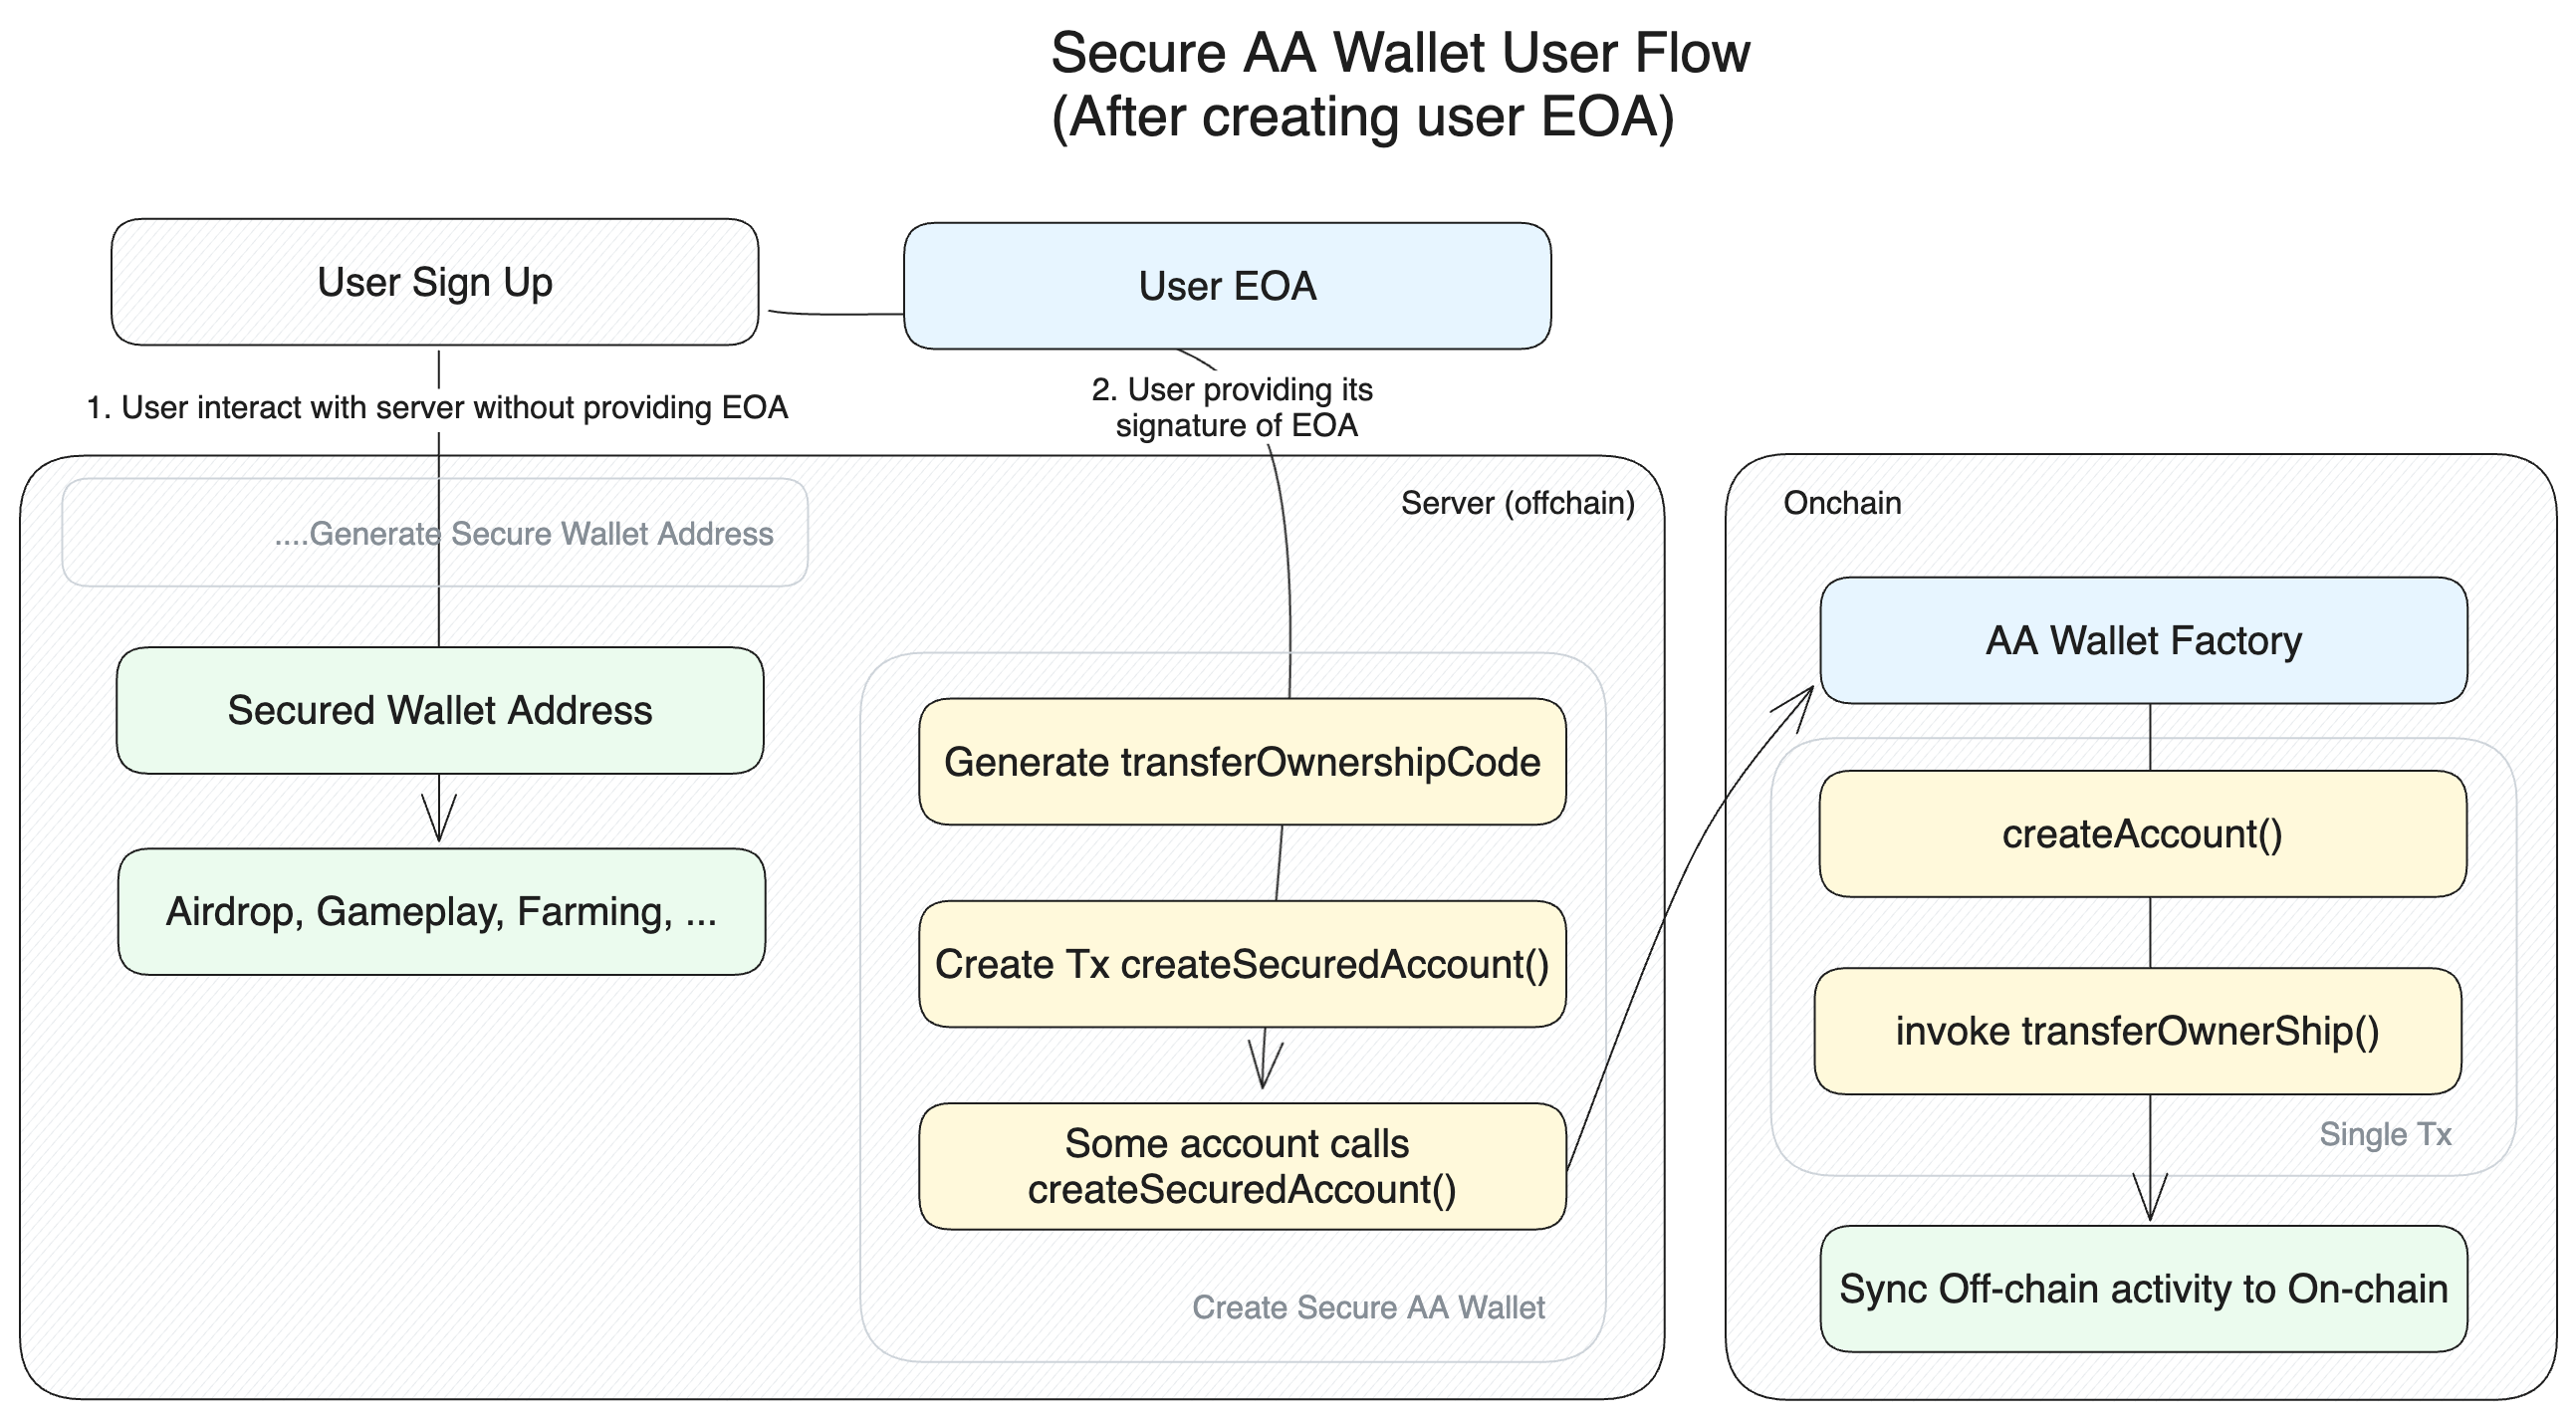 Secure AA Wallet User Flow
(After creating user EOA)
User Sign Up
User EOA
1. User interact with server without providing EOA
2. User providing its
signature of EOA
Server (offchain)
....Generate Secure Wallet Address
Secured Wallet Address
Airdrop, Gameplay, Farming, ...
Generate transferOwnershipCode
Create Tx createSecuredAccount()
Some account calls
createSecuredAccount()
Create Secure AA Wallet
Onchain
AA Wallet Factory
createAccount()
invoke transferOwnerShip()
Single Tx
Sync Off-chain activity to On-chain